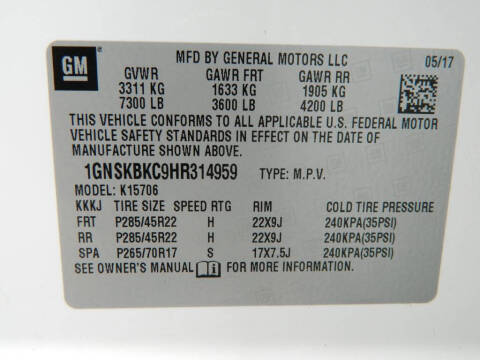 GM
MFD BY GENERAL MOTORS LLC 05/17
GVWR GAWR FRT GAWR RR
3311 KG 1633 KG 1905 KG
7300 LB 3600 LB 4200 LB
THIS VEHICLE CONFORMS TO ALL APPLICABLE U.S. FEDERAL MOTOR
VEHICLE SAFETY STANDARDS IN EFFECT ON THE DATE OF
MANUFACTURE SHOWN ABOVE.
1GNSKBKC9HR314959 TYPE: M.P.V.
MODEL: K15706
KKKJ TIRE SIZE SPEED RTG RIM COLD TIRE PRESSURE
FRT P285/45R22 H 22X9J 240KPA(35PSI)
RR P285/45R22 H 22X9J 240KPA(35PSI)
SPA P265/70R17 S 17X7.5J 240KPA(35PSI)
SEE OWNER'S MANUAL FOR MORE INFORMATION.